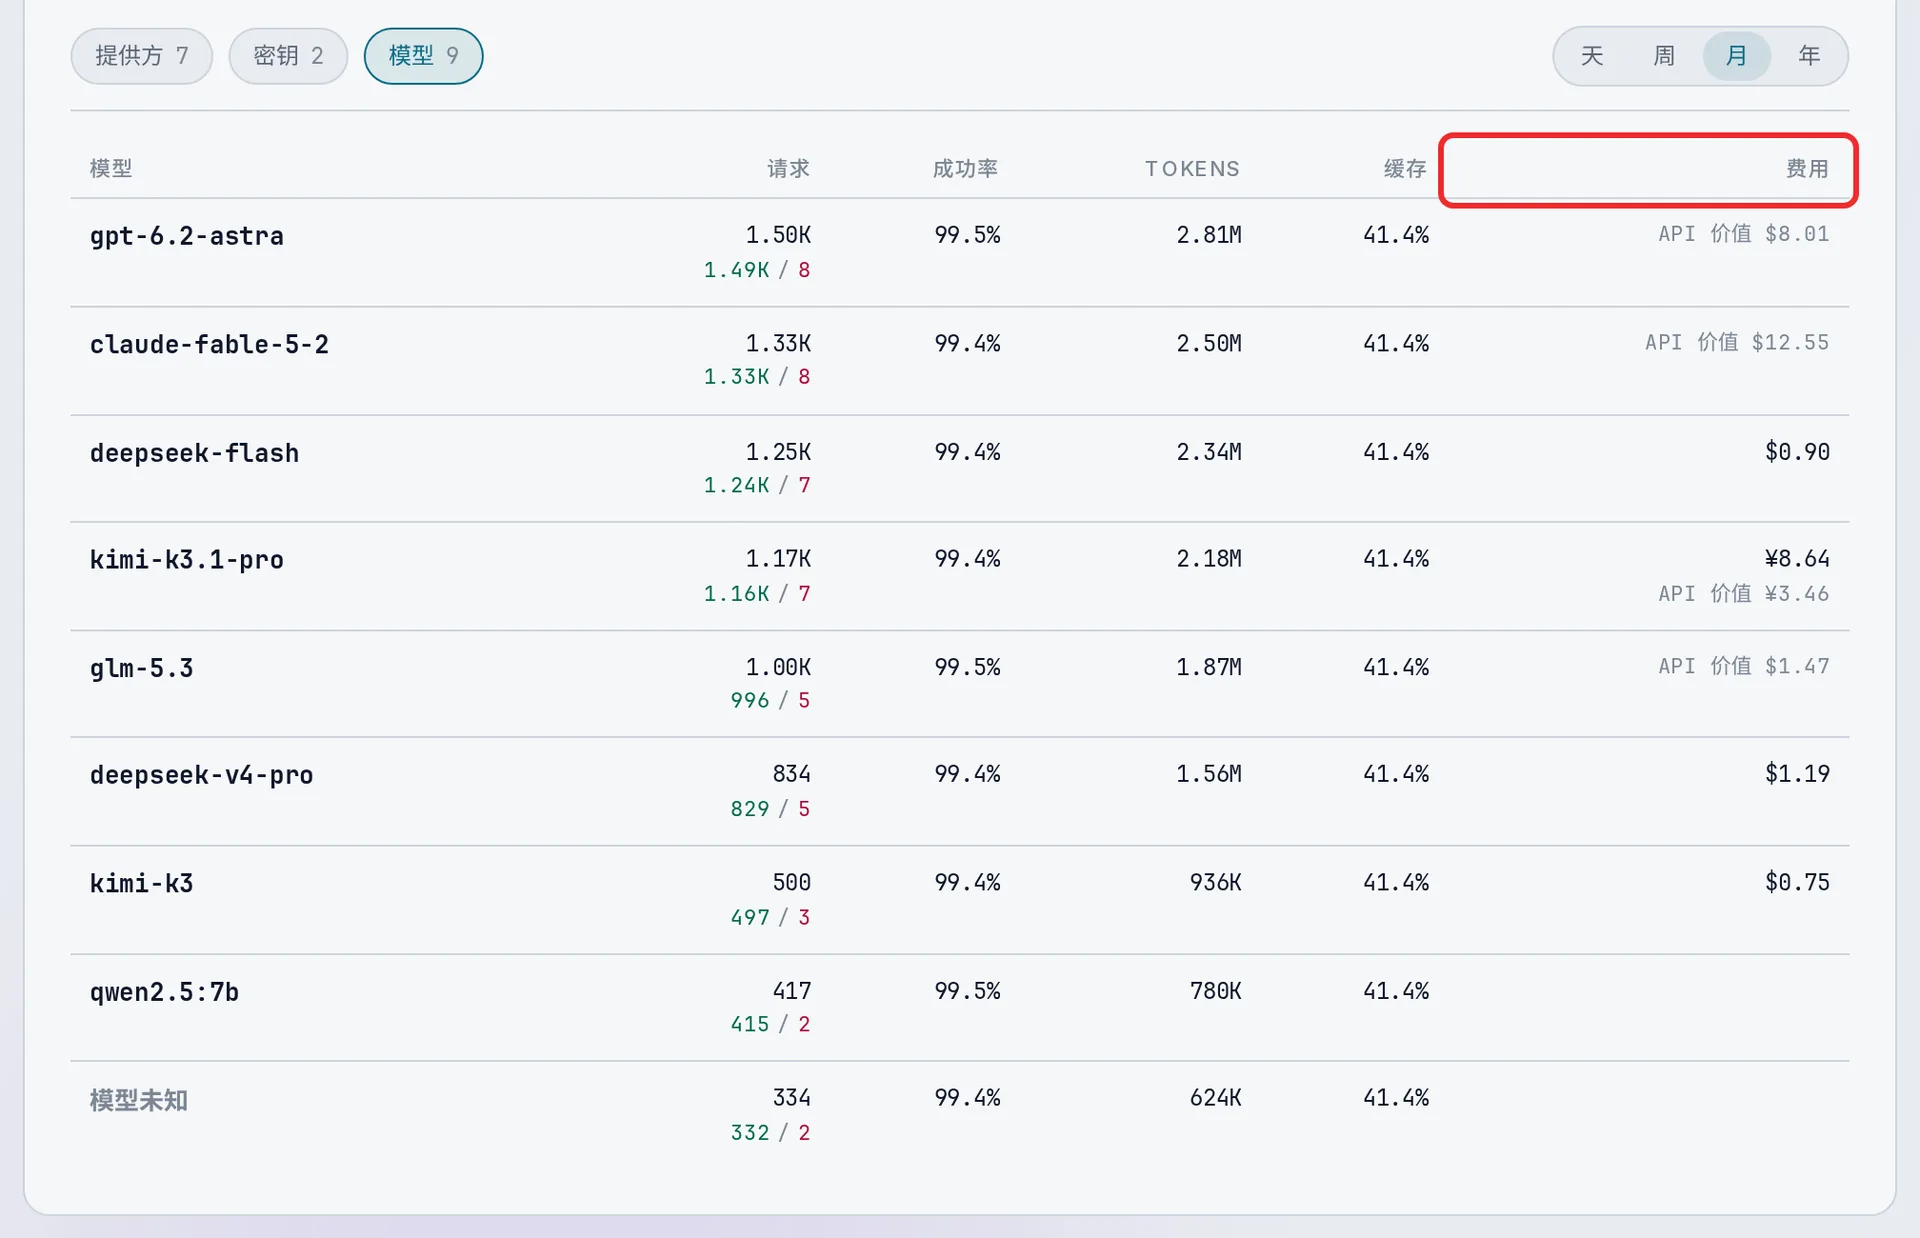 提供方 7 密钥 2 模型 9 天 周 月 年
模型 请求 成功率 TOKENS 缓存 费用
gpt-6.2-astra 1.50K 99.5% 2.81M 41.4% API 价值 $8.01
1.49K / 8
claude-fable-5-2 1.33K 99.4% 2.50M 41.4% API 价值 $12.55
1.33K / 8
deepseek-flash 1.25K 99.4% 2.34M 41.4% $0.90
1.24K / 7
kimi-k3.1-pro 1.17K 99.4% 2.18M 41.4% ¥8.64
1.16K / 7 API 价值 ¥3.46
glm-5.3 1.00K 99.5% 1.87M 41.4% API 价值 $1.47
996 / 5
deepseek-v4-pro 834 99.4% 1.56M 41.4% $1.19
829 / 5
kimi-k3 500 99.4% 936K 41.4% $0.75
497 / 3
qwen2.5:7b 417 99.5% 780K 41.4%
415 / 2
模型未知 334 99.4% 624K 41.4%
332 / 2